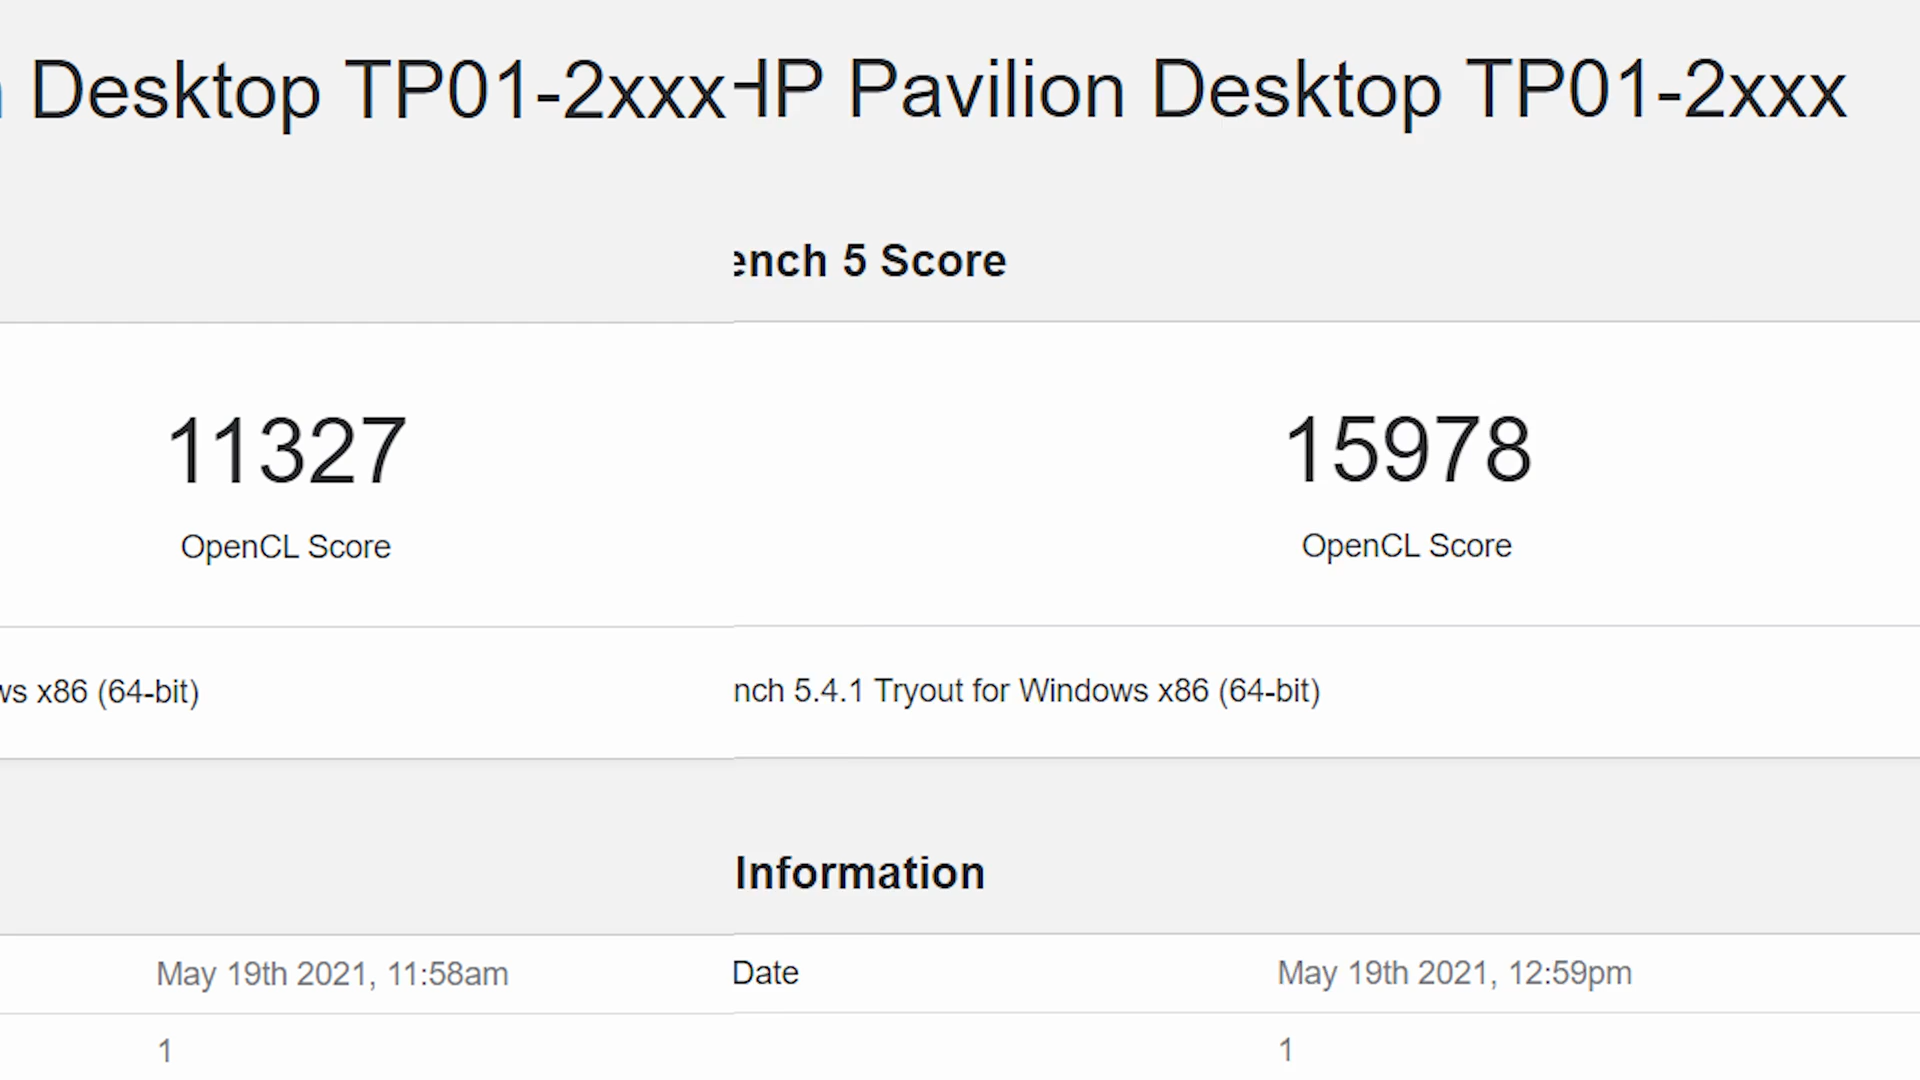 Desktop TP01-2xxx
HP Pavilion Desktop TP01-2xxx
ench 5 Score
11327
OpenCL Score
15978
OpenCL Score
ws x86 (64-bit)
nch 5.4.1 Tryout for Windows x86 (64-bit)
Information
May 19th 2021, 11:58am
Date
May 19th 2021, 12:59pm
1
1